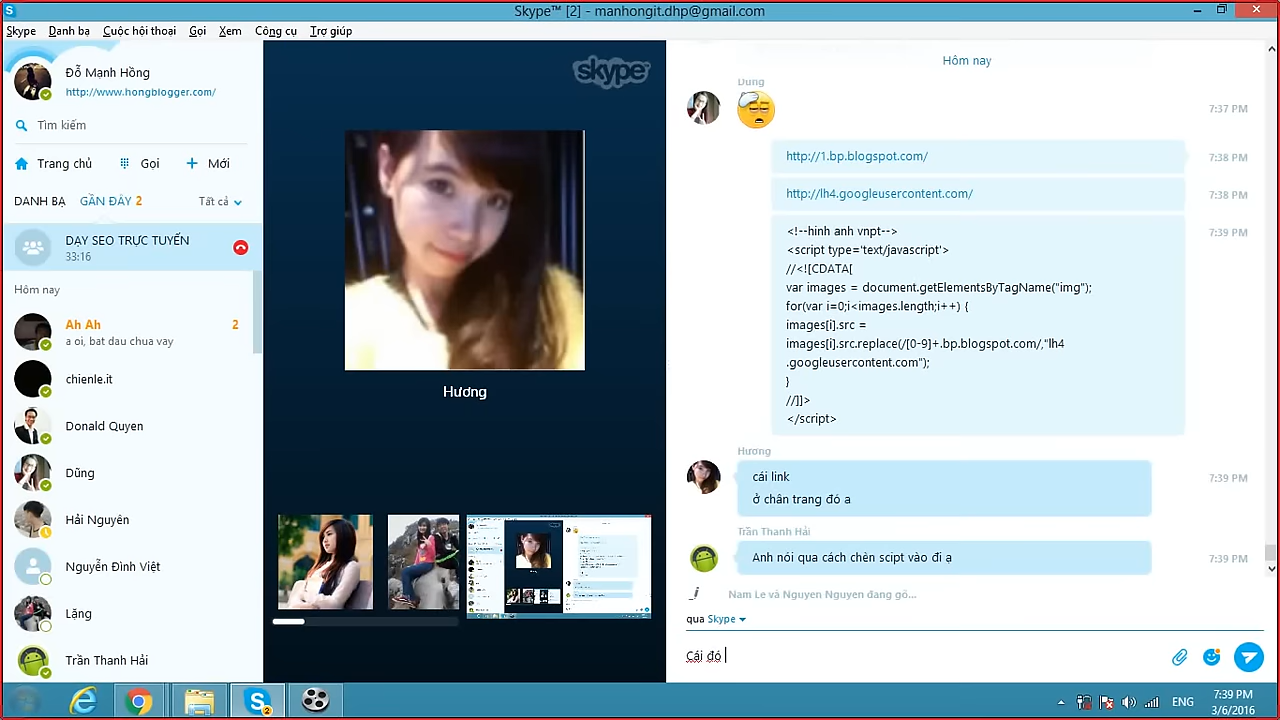 Skype™ [2] - manhongit.dhp@gmail.com
Skype Danh bạ Cuộc hội thoại Gọi Xem Công cụ Trợ giúp
Đỗ Mạnh Hồng
http://www.hongblogger.com/
Tìm kiếm
Trang chủ Gọi Mới
DANH BẠ GẦN ĐÂY 2 Tất cả
DẠY SEO TRỰC TUYẾN
33:16
Hôm nay
Ah Ah 2
a oi, bat dau chua vay
chienle.it
Donald Quyen
Dũng
Hải Nguyên
Nguyễn Đình Việt
Lặng
Trần Thanh Hải
skype
Hương
Hôm nay
Dũng
7:37 PM
http://1.bp.blogspot.com/ 7:38 PM
http://lh4.googleusercontent.com/ 7:38 PM
<!--hinh anh vnpt--> 7:39 PM
<script type='text/javascript'>
//<![CDATA[
var images = document.getElementsByTagName("img");
for(var i=0;i<images.length;i++) {
images[i].src =
images[i].src.replace(/[0-9]+.bp.blogspot.com/,"lh4
.googleusercontent.com");
}
//]]>
</script>
Hương
cái link 7:39 PM
ở chân trang đó a
Trần Thanh Hải
Anh nói qua cách chèn scipt vào đi ạ 7:39 PM
Nam Le và Nguyen Nguyen đang gõ...
qua Skype
Cái đó
2
ENG
7:39 PM
3/6/2016